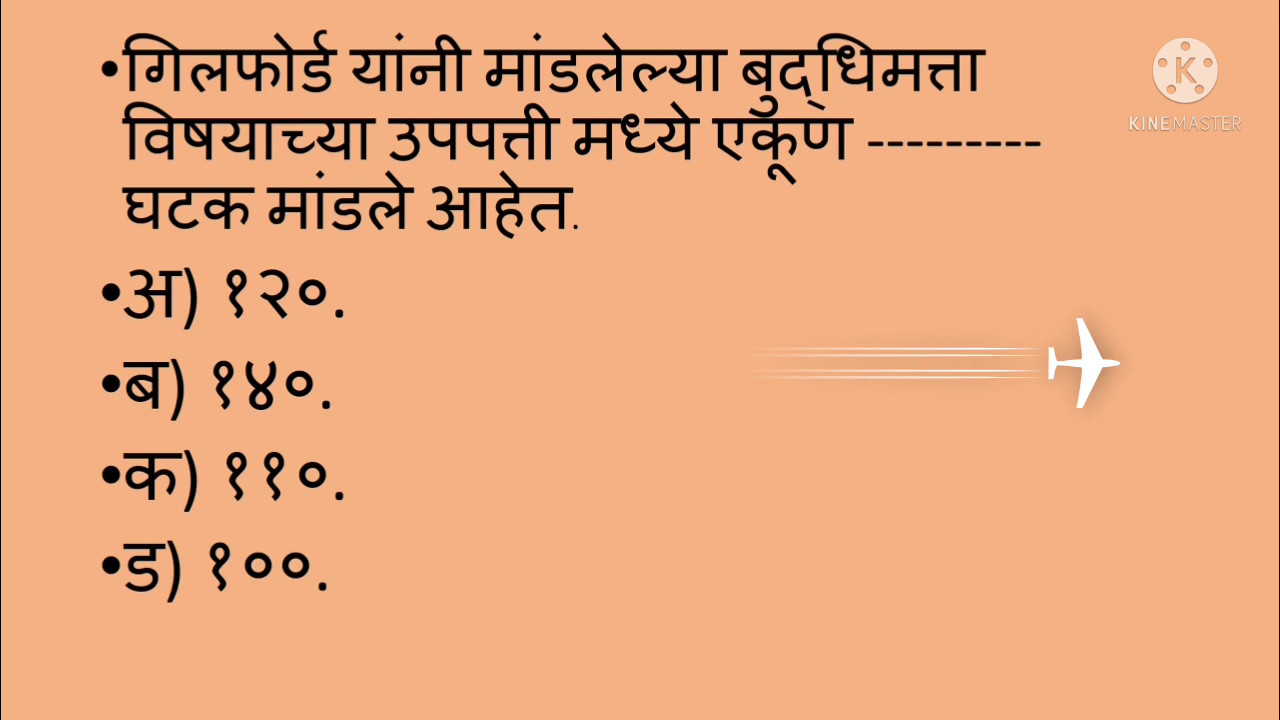 •गिलफोर्ड यांनी मांडलेल्या बुद्‌धिमत्ता
विषयाच्या उपपत्ती मध्ये एकूण ---------
घटक मांडले आहेत.
•अ) १२०.
•ब) १४०.
•क) ११०.
•ड) १००.
K
KINEMASTER